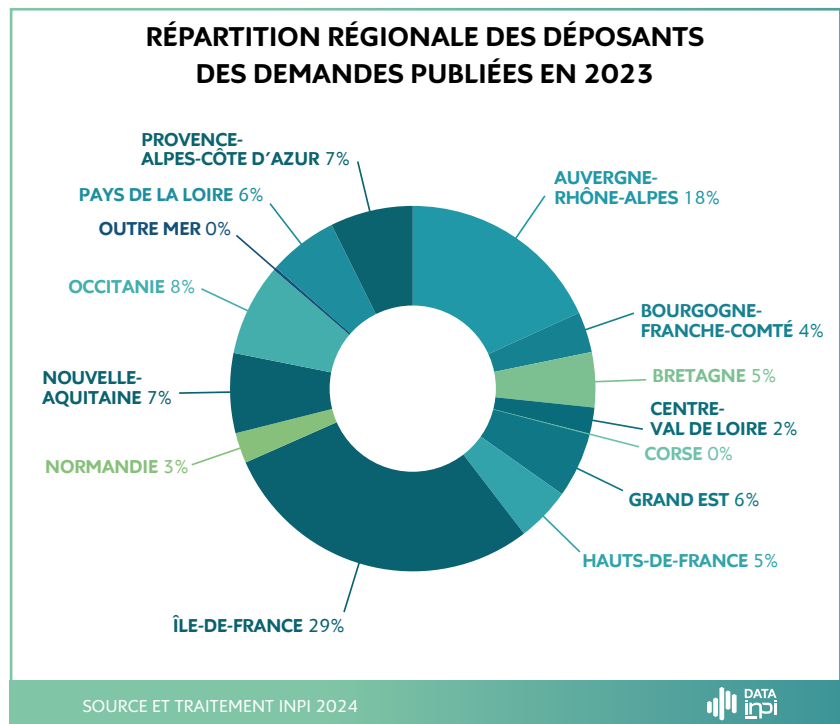 RÉPARTITION RÉGIONALE DES DÉPOSANTS
DES DEMANDES PUBLIÉES EN 2023
PROVENCE-
ALPES-CÔTE D'AZUR 7%
AUVERGNE-
RHÔNE-ALPES 18%
PAYS DE LA LOIRE 6%
OUTRE MER 0%
OCCITANIE 8%
BOURGOGNE-
FRANCHE-COMTÉ 4%
NOUVELLE-
AQUITAINE 7%
BRETAGNE 5%
CENTRE-
VAL DE LOIRE 2%
CORSE 0%
NORMANDIE 3%
GRAND EST 6%
HAUTS-DE-FRANCE 5%
ÎLE-DE-FRANCE 29%
SOURCE ET TRAITEMENT INPI 2024
DATA
inpi